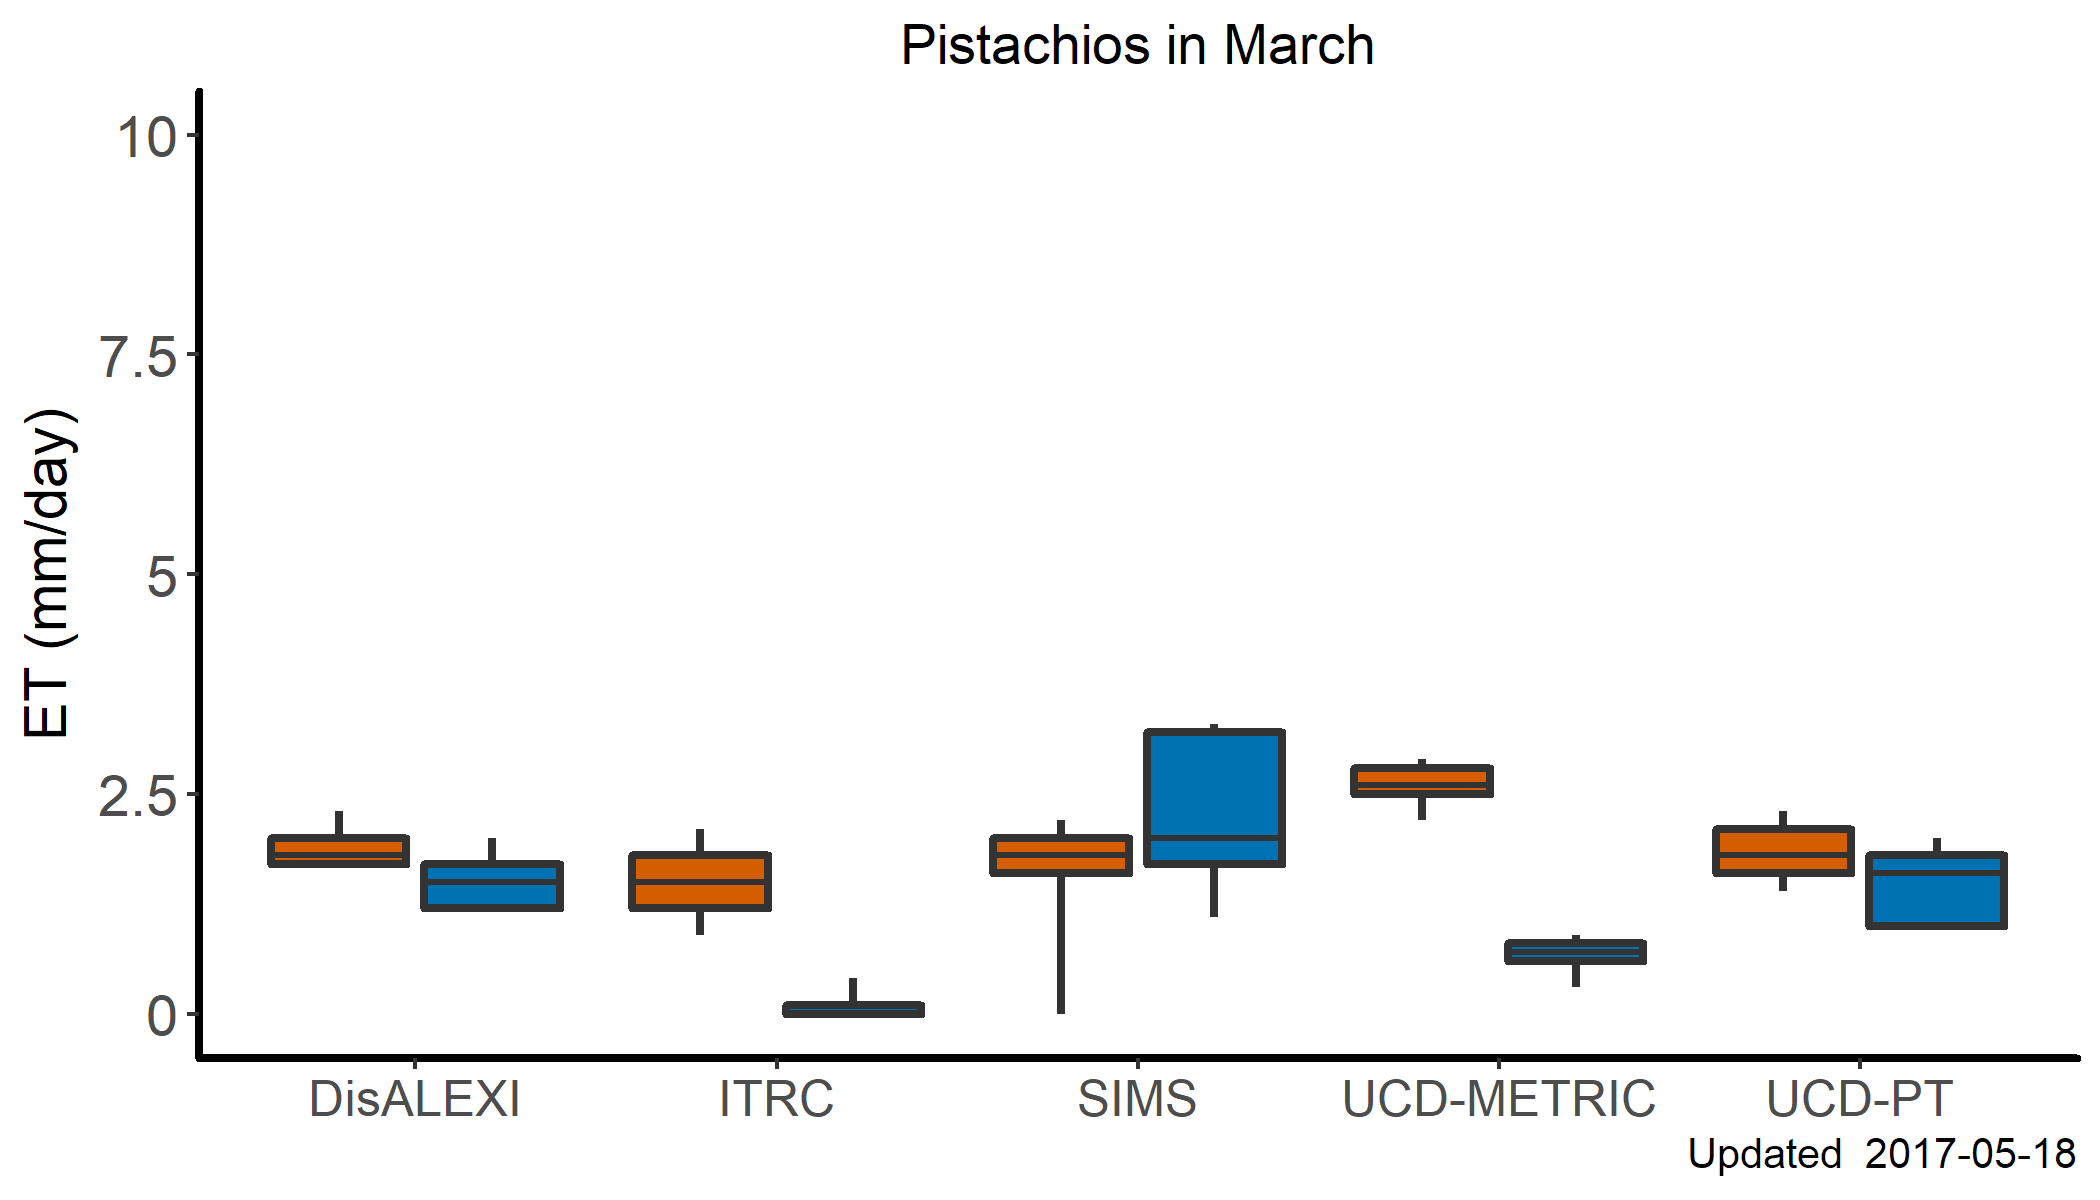 Pistachios in March
ET (mm/day)
10
7.5
5
2.5
0
DisALEXI
ITRC
SIMS
UCD-METRIC
UCD-PT
Updated  2017-05-18